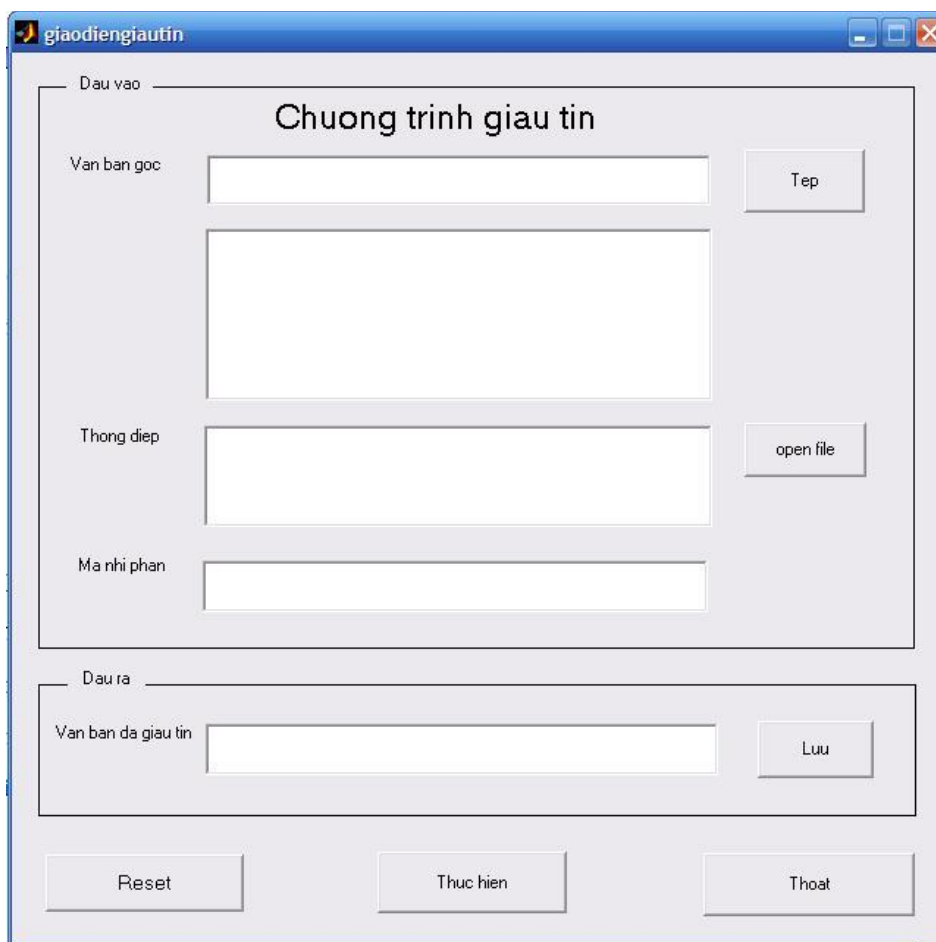 giaodiengiautin
Dau vao
Chuong trinh giau tin
Van ban goc
Tep
Thong diep
open file
Ma nhi phan
Dau ra
Van ban da giau tin
Luu
Reset
Thuc hien
Thoat